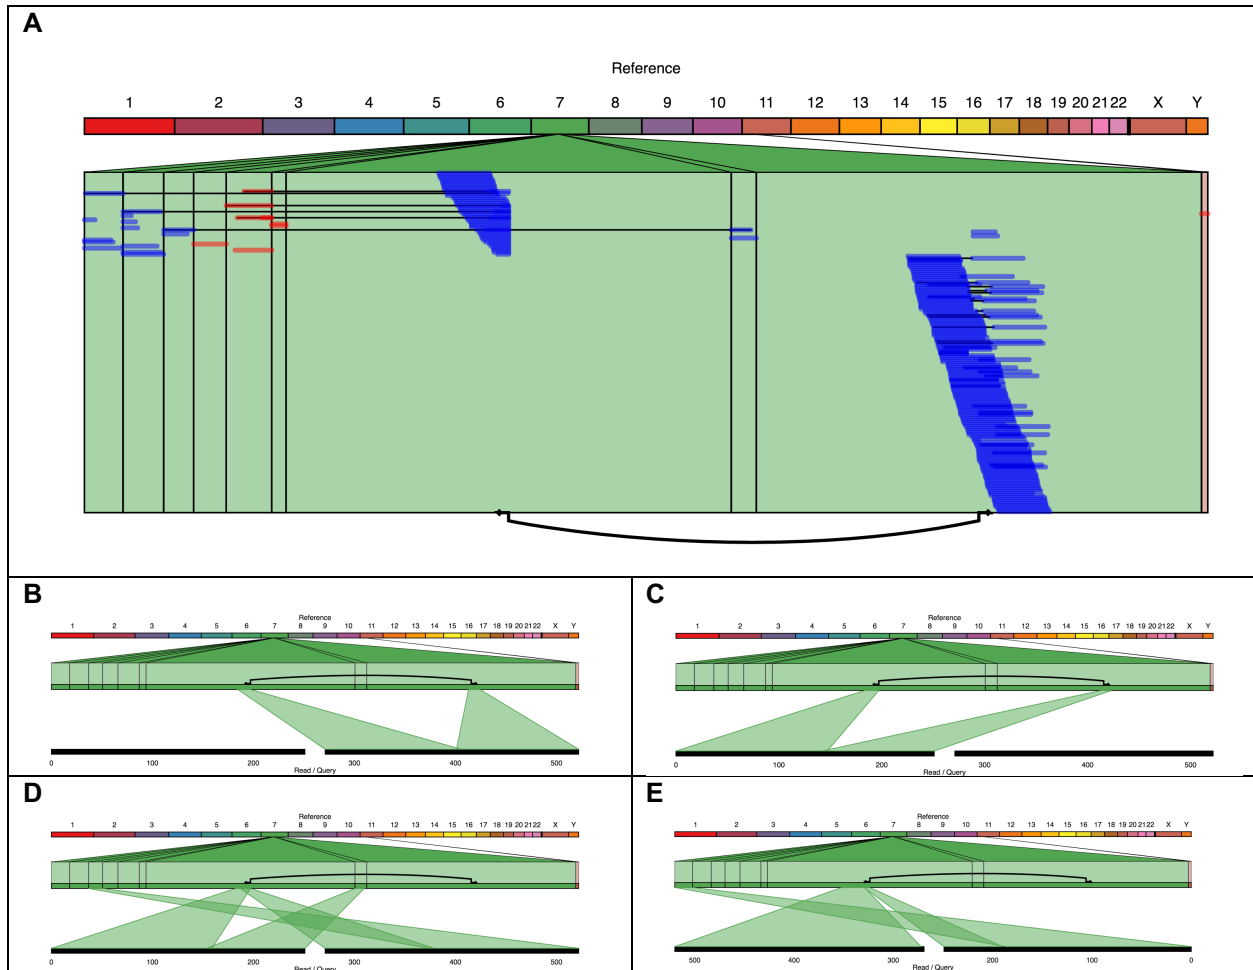 A
Reference
1 2 3 4 5 6 7 8 9 10 11 12 13 14 15 16 17 18 19 20 21 22 X Y
B
Reference
1 2 3 4 5 6 7 8 9 10 11 12 13 14 15 16 17 18 19 20 21 22 X Y
0 100 200 300 400 500
Read / Query
C
Reference
1 2 3 4 5 6 7 8 9 10 11 12 13 14 15 16 17 18 19 20 21 22 X Y
0 100 200 300 400 500
Read / Query
D
Reference
1 2 3 4 5 6 7 8 9 10 11 12 13 14 15 16 17 18 19 20 21 22 X Y
0 100 200 300 400 500
Read / Query
E
Reference
1 2 3 4 5 6 7 8 9 10 11 12 13 14 15 16 17 18 19 20 21 22 X Y
500 400 300 200 100 0
Read / Query